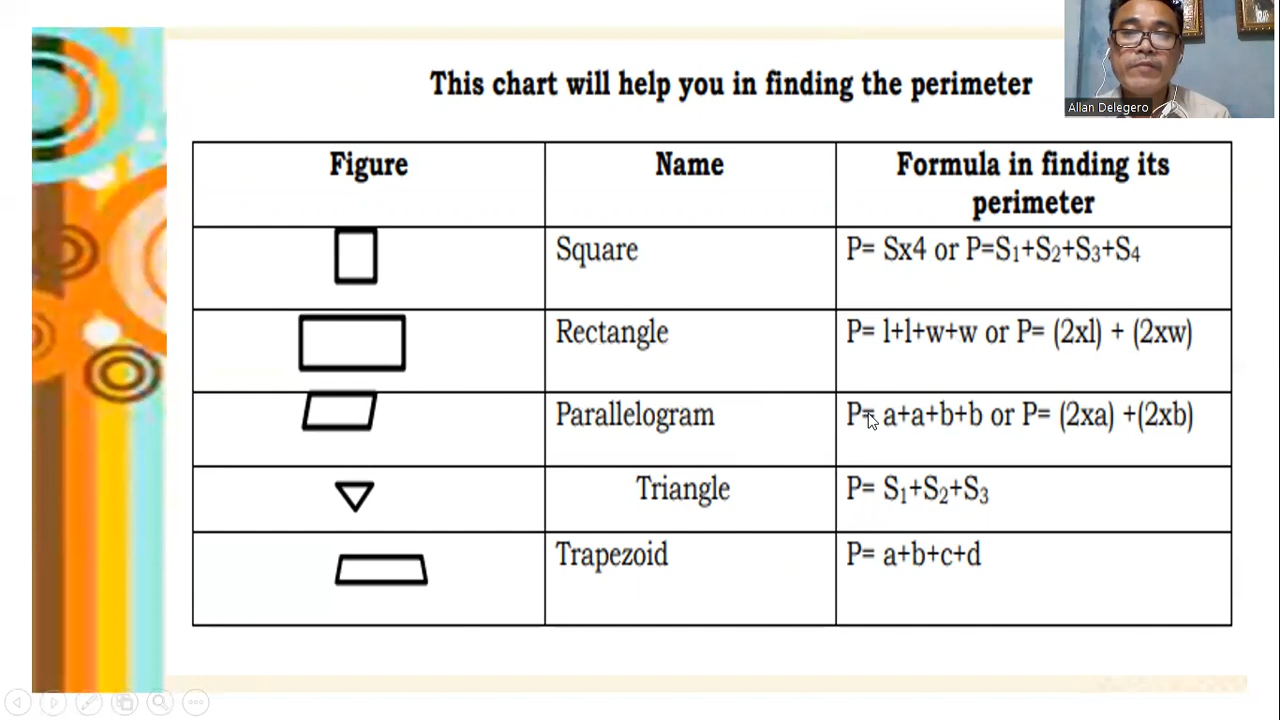 This chart will help you in finding the perimeter
Allan Delegero
Figure
Name
Formula in finding its
perimeter
Square
P= Sx4 or P=S₁+S₂+S₃+S₄
Rectangle
P= l+l+w+w or P= (2xl) + (2xw)
Parallelogram
P= a+a+b+b or P= (2xa) +(2xb)
Triangle
P= S₁+S₂+S₃
Trapezoid
P= a+b+c+d